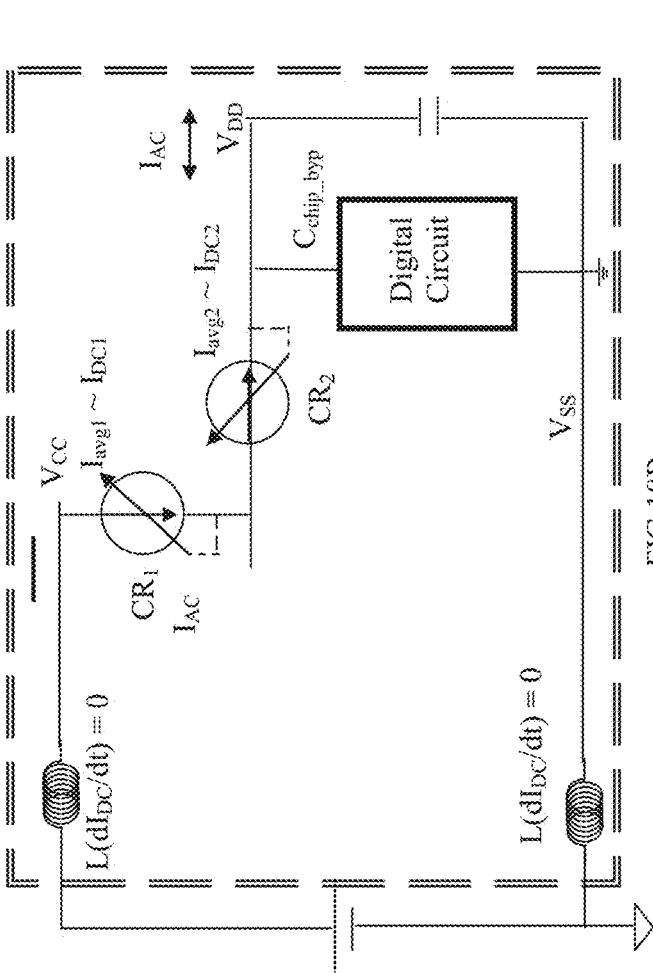 V_CC
I_avg1 ~ I_DC1
CR_1
I_AC
L(dI_DC/dt) = 0
I_AC
V_DD
I_avg2 ~ I_DC2
CR_2
C_chip_byp
Digital
Circuit
V_SS
L(dI_DC/dt) = 0